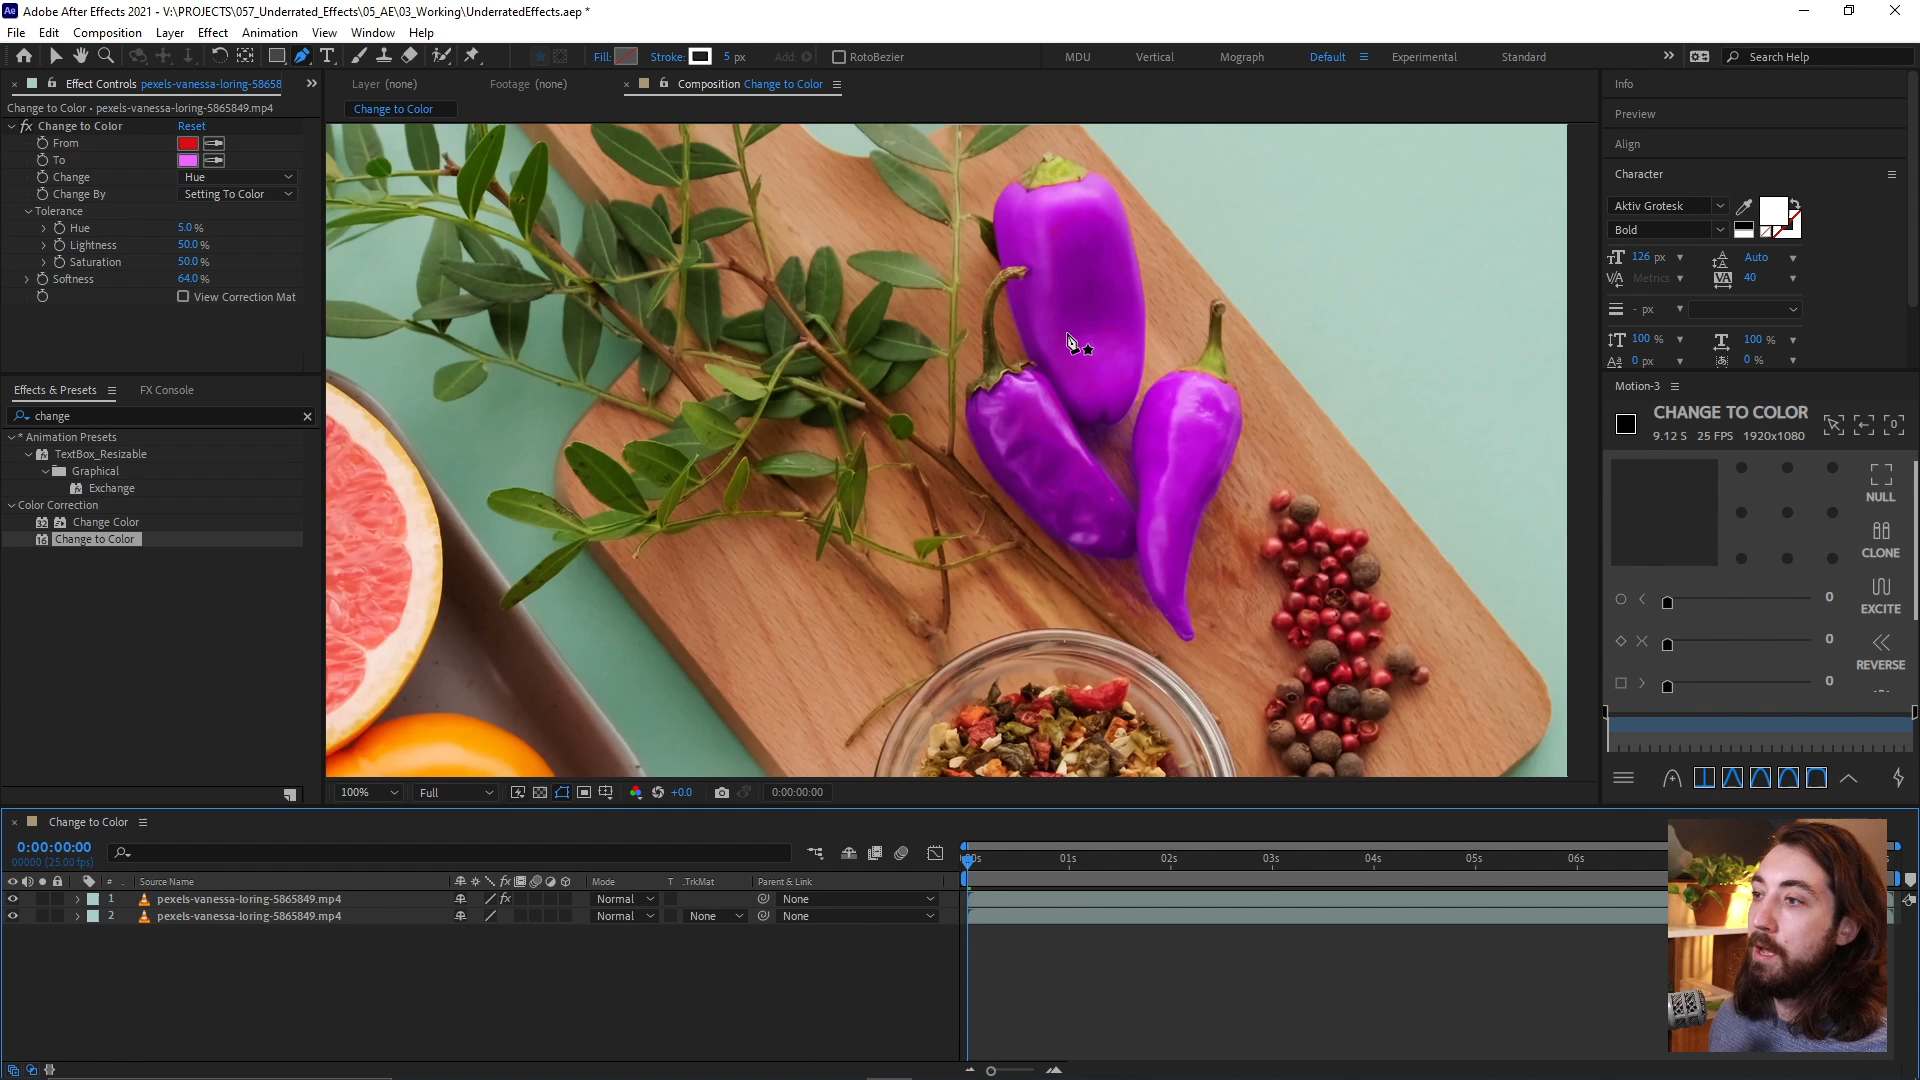 Ae Adobe After Effects 2021 - V:\PROJECTS\057_Underrated_Effects\05_AE\03_Working\UnderratedEffects.aep *
File Edit Composition Layer Effect Animation View Window Help
Fill: Stroke: 5 px Add: RotoBezier MDU Vertical Mograph Default Experimental Standard Search Help
Effect Controls pexels-vanessa-loring-58658
Change to Color • pexels-vanessa-loring-5865849.mp4
fx Change to Color Reset
From
To
Change Hue
Change By Setting To Color
Tolerance
Hue 5.0 %
Lightness 50.0 %
Saturation 50.0 %
Softness 64.0 %
View Correction Mat
Effects & Presets FX Console
change
* Animation Presets
TextBox_Resizable
Graphical
Exchange
Color Correction
32 Change Color
16 Change to Color
Layer (none) Footage (none) Composition Change to Color
Change to Color
100% Full +0.0 0:00:00:00
Info
Preview
Align
Character
Aktiv Grotesk
Bold
126 px Auto
Metrics 40
- px
100 % 100 %
0 px 0 %
Motion-3
CHANGE TO COLOR
9.12 S 25 FPS 1920x1080
NULL
CLONE
EXCITE
REVERSE
0
0
0
Change to Color
0:00:00:00
00000 (25.00 fps)
# Source Name fx Mode T .TrkMat Parent & Link
1 pexels-vanessa-loring-5865849.mp4 fx Normal None
2 pexels-vanessa-loring-5865849.mp4 Normal None None
01s 02s 03s 04s 05s 06s